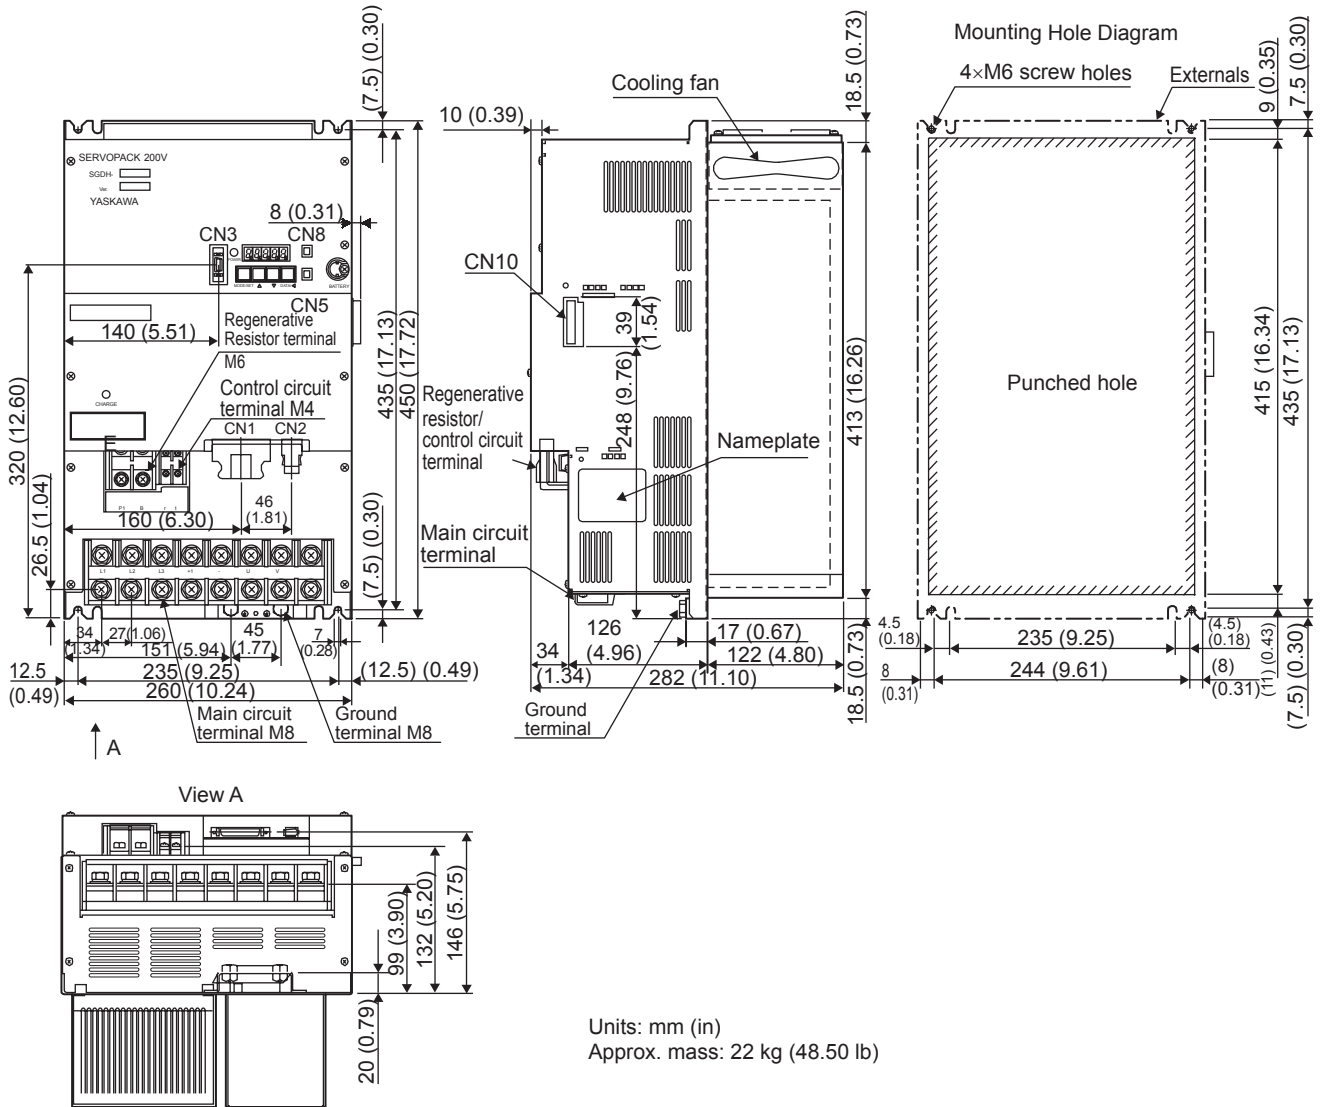 (7.5) (0.30)
SERVOPACK 200V
SGDH-
Ver.
YASKAWA
8 (0.31)
CN3
CN8
POWER
MODE/SET
DATA/
BATTERY
CN5
140 (5.51)
Regenerative
Resistor terminal
M6
Control circuit
terminal M4
CHARGE
CN1
CN2
320 (12.60)
435 (17.13)
450 (17.72)
P1 B r t
46
(1.81)
160 (6.30)
26.5 (1.04)
L1 L2 L3 +1 - U V
(7.5) (0.30)
34
(1.34)
27(1.06)
45
(1.77)
7
(0.28)
151 (5.94)
12.5
(0.49)
235 (9.25)
(12.5) (0.49)
260 (10.24)
Main circuit
terminal M8
Ground
terminal M8
A
10 (0.39)
Cooling fan
18.5 (0.73)
CN10
39
(1.54)
248 (9.76)
413 (16.26)
Regenerative
resistor/
control circuit
terminal
Nameplate
Main circuit
terminal
126
(4.96)
17 (0.67)
34
(1.34)
122 (4.80)
282 (11.10)
18.5 (0.73)
Ground
terminal
Mounting Hole Diagram
4×M6 screw holes
Externals
9 (0.35)
7.5 (0.30)
Punched hole
415 (16.34)
435 (17.13)
4.5
(0.18)
235 (9.25)
(4.5)
(0.18)
8
(0.31)
244 (9.61)
(8)
(0.31)
(11) (0.43)
(7.5) (0.30)
View A
99 (3.90)
132 (5.20)
146 (5.75)
20 (0.79)
Units: mm (in)
Approx. mass: 22 kg (48.50 lb)